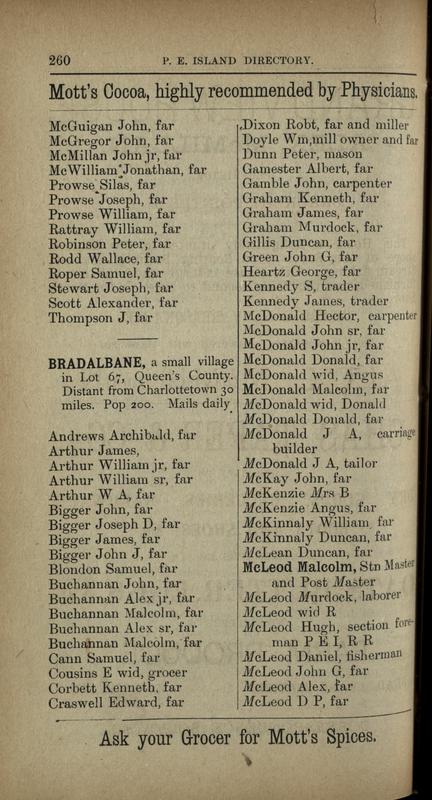 260
P. E. ISLAND DIRECTORY.
Mott's Cocoa, highly recommended by Physicians.
McGuigan John, far
McGregor John, far
McMillan John jr, far
McWilliam Jonathan, far
Prowse Silas, far
Prowse Joseph, far
Prowse William, far
Rattray William, far
Robinson Peter, far
Rodd Wallace, far
Roper Samuel, far
Stewart Joseph, far
Scott Alexander, far
Thompson J, far
BRADALBANE, a small village
in Lot 67, Queen's County.
Distant from Charlottetown 30
miles. Pop 200. Mails daily
Andrews Archibald, far
Arthur James,
Arthur William jr, far
Arthur William sr, far
Arthur W A, far
Bigger John, far
Bigger Joseph D, far
Bigger James, far
Bigger John J, far
Blondon Samuel, far
Buchannan John, far
Buchannan Alex jr, far
Buchannan Malcolm, far
Buchannan Alex sr, far
Buchannan Malcolm, far
Cann Samuel, far
Cousins E wid, grocer
Corbett Kenneth, far
Craswell Edward, far
Dixon Robt, far and miller
Doyle Wm, mill owner and far
Dunn Peter, mason
Gamester Albert, far
Gamble John, carpenter
Graham Kenneth, far
Graham James, far
Graham Murdock, far
Gillis Duncan, far
Green John G, far
Heartz George, far
Kennedy S, trader
Kennedy James, trader
McDonald Hector, carpenter
McDonald John sr, far
McDonald John jr, far
McDonald Donald, far
McDonald wid, Angus
McDonald Malcolm, far
McDonald wid, Donald
McDonald Donald, far
McDonald J A, carriage
builder
McDonald J A, tailor
McKay John, far
McKenzie Mrs B
McKenzie Angus, far
McKinnaly William, far
McKinnaly Duncan, far
McLean Duncan, far
McLeod Malcolm, Stn Master
and Post Master
McLeod Murdock, laborer
McLeod wid R
McLeod Hugh, section fore-
man P E I, R R
McLeod Daniel, fisherman
McLeod John G, far
McLeod Alex, far
McLeod D P, far
Ask your Grocer for Mott's Spices.